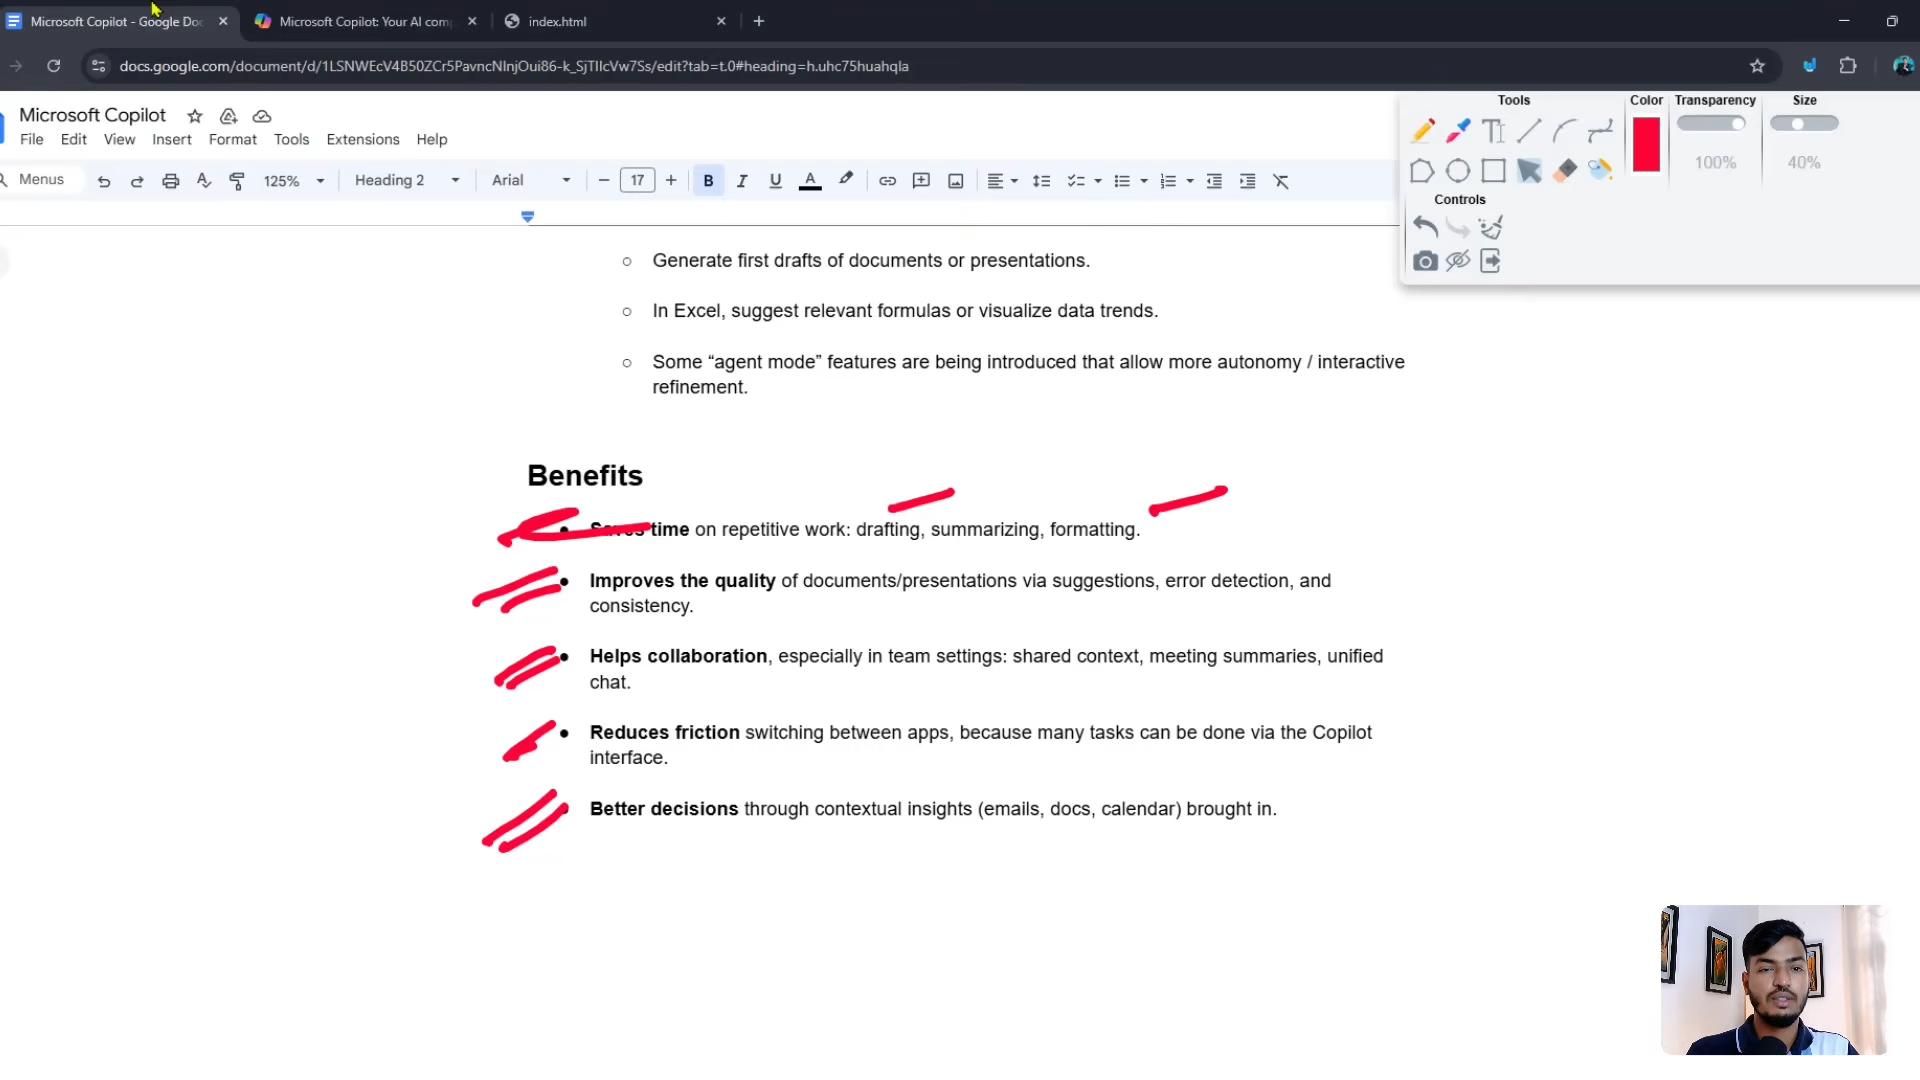 Microsoft Copilot - Google Doc
Microsoft Copilot: Your AI comp
index.html
docs.google.com/document/d/1LSNWEcV4B50ZCr5PavncNlnjOui86-k_SjTIlcVw7Ss/edit?tab=t.0#heading=h.uhc75huahqla
Microsoft Copilot
File Edit View Insert Format Tools Extensions Help
Menus 125% Heading 2 Arial 17 B I U A
Tools Color Transparency Size
100% 40%
Controls
○ Generate first drafts of documents or presentations.
○ In Excel, suggest relevant formulas or visualize data trends.
○ Some “agent mode” features are being introduced that allow more autonomy / interactive
refinement.
Benefits
● Saves time on repetitive work: drafting, summarizing, formatting.
● Improves the quality of documents/presentations via suggestions, error detection, and
consistency.
● Helps collaboration, especially in team settings: shared context, meeting summaries, unified
chat.
● Reduces friction switching between apps, because many tasks can be done via the Copilot
interface.
● Better decisions through contextual insights (emails, docs, calendar) brought in.